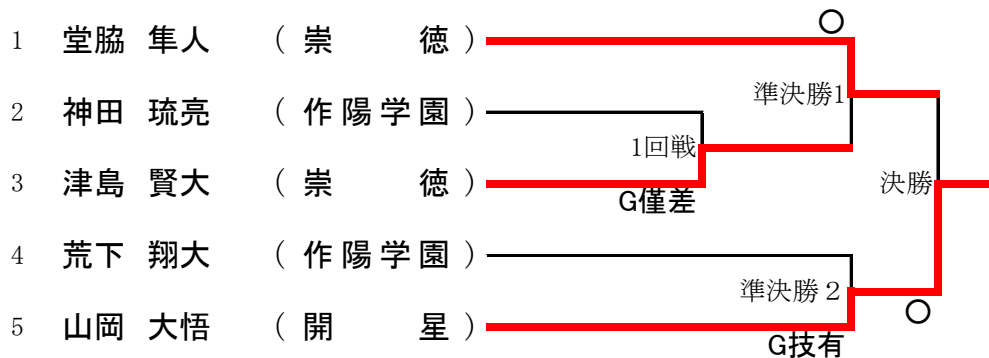 ○
1 堂脇 隼人 （ 崇 徳 ）
準決勝1
2 神田 琉亮 （ 作陽学園 ）
1回戦
3 津島 賢大 （ 崇 徳 ）
決勝
G僅差
4 荒下 翔大 （ 作陽学園 ）
準決勝２
○
5 山岡 大悟 （ 開 星 ）
G技有